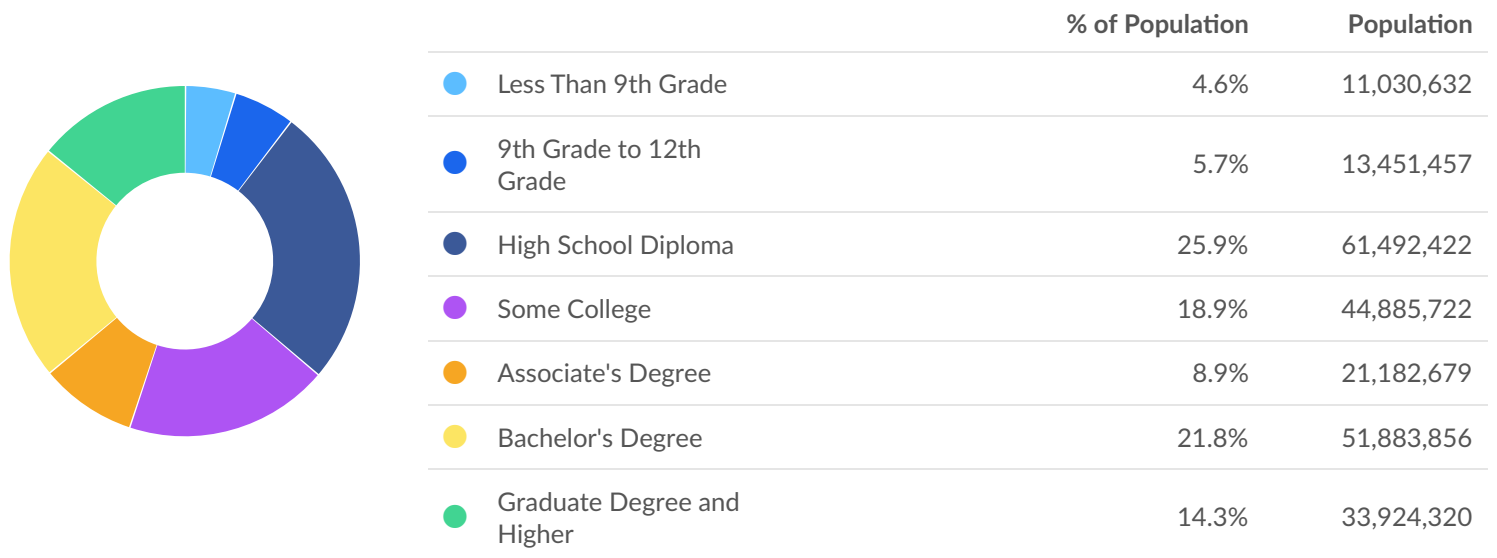 % of Population Population
Less Than 9th Grade 4.6% 11,030,632
9th Grade to 12th
Grade 5.7% 13,451,457
High School Diploma 25.9% 61,492,422
Some College 18.9% 44,885,722
Associate's Degree 8.9% 21,182,679
Bachelor's Degree 21.8% 51,883,856
Graduate Degree and
Higher 14.3% 33,924,320